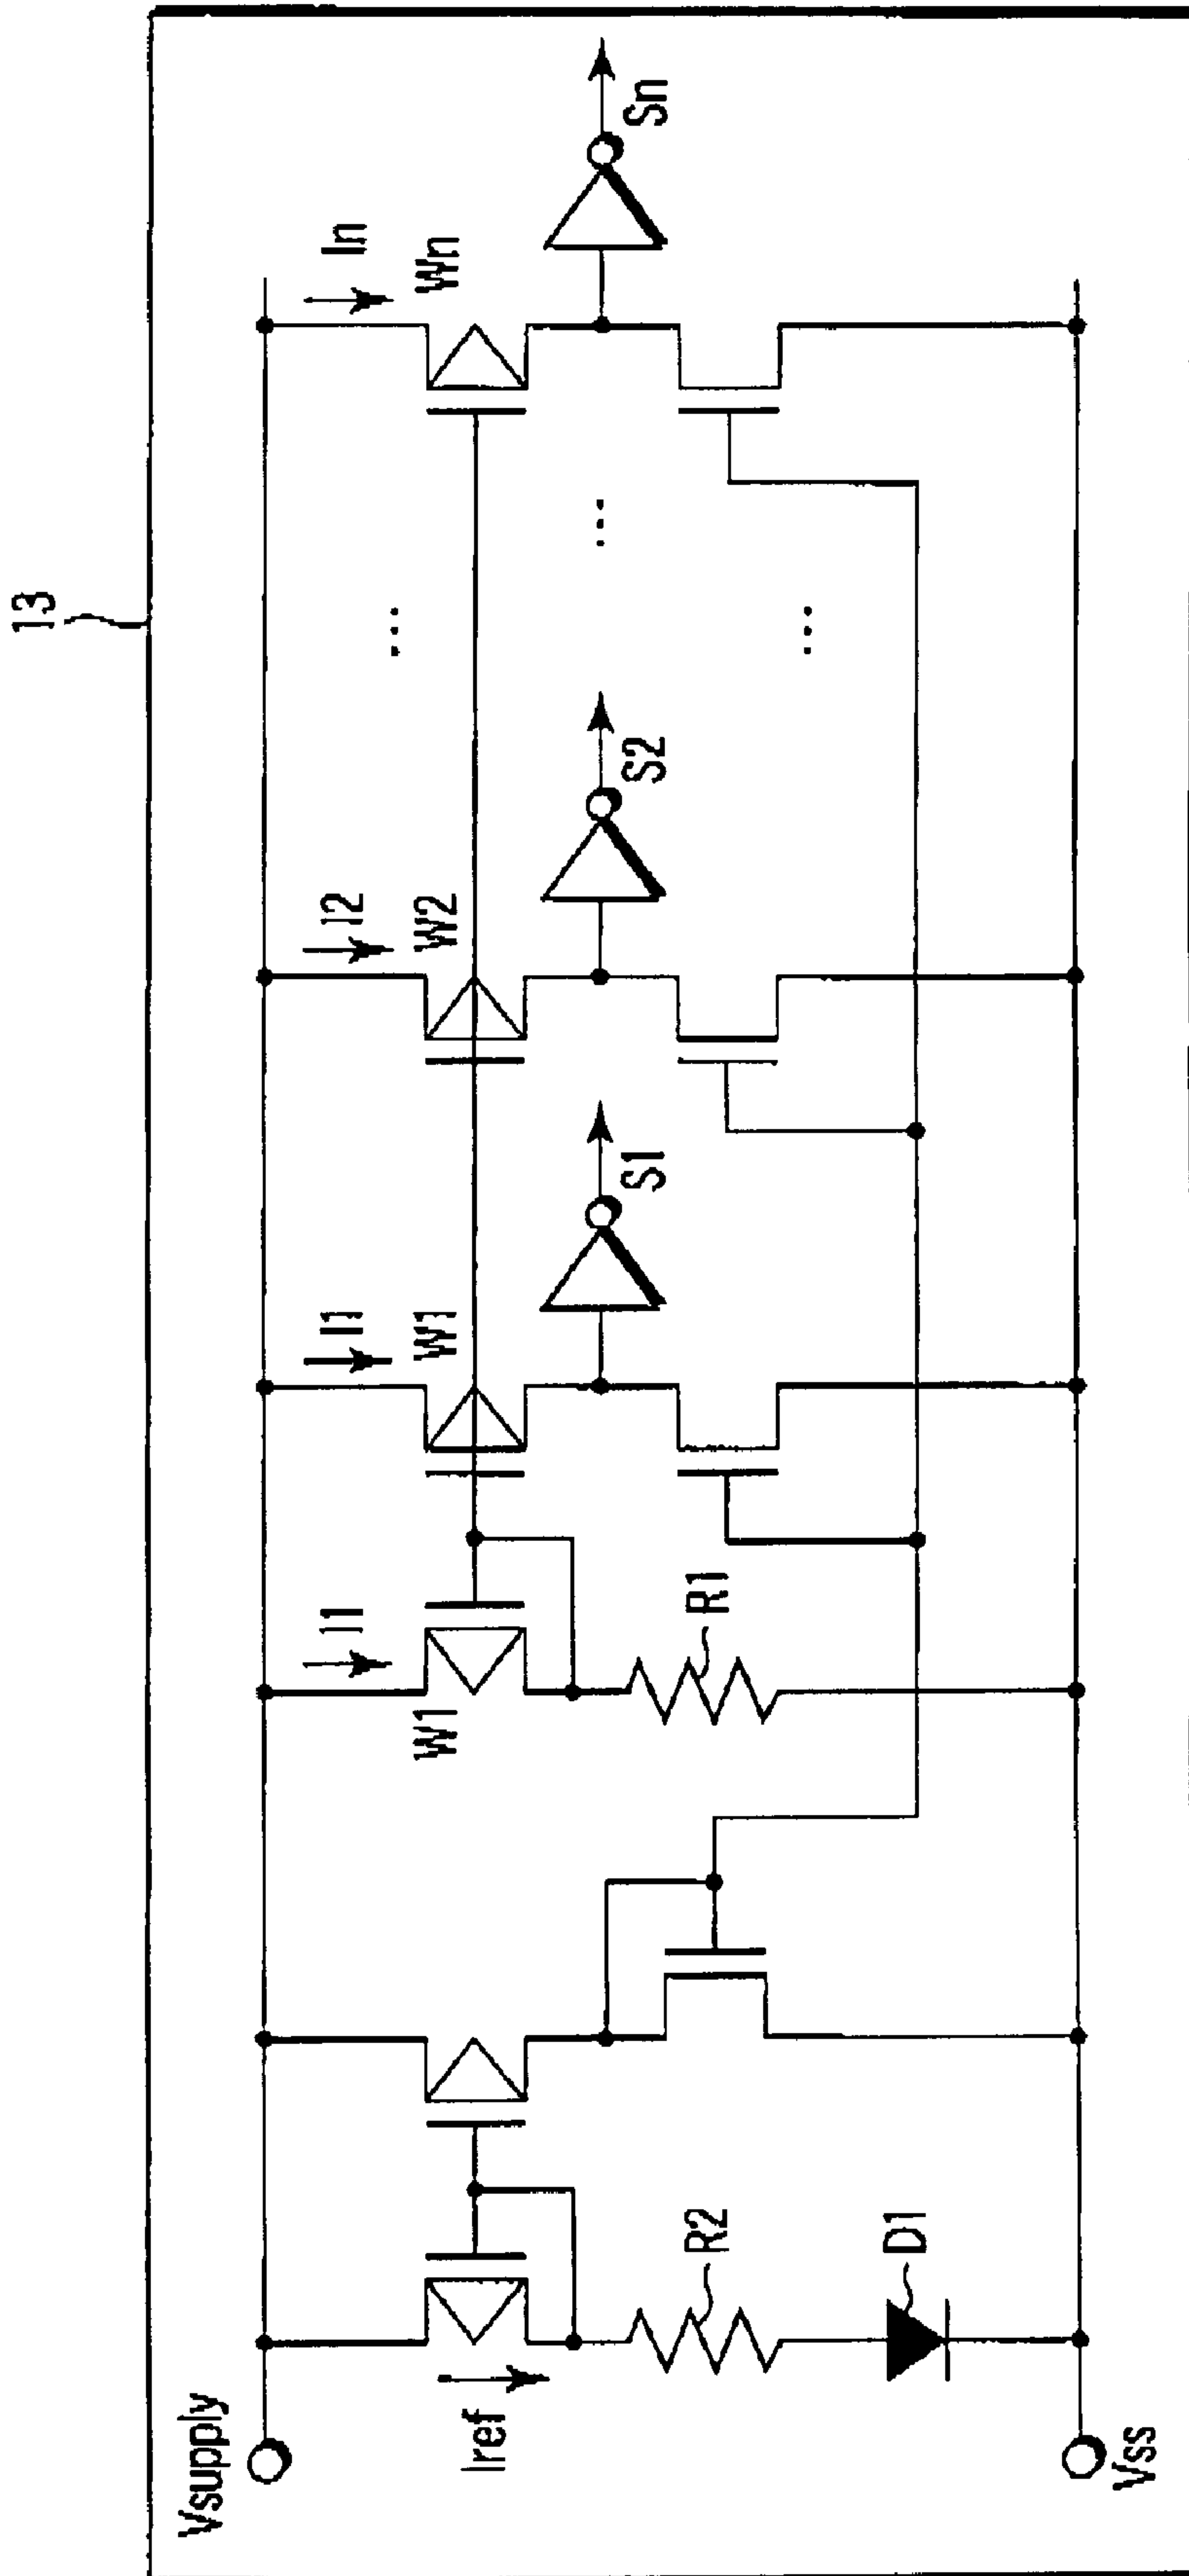 13
Vsupply
Iref
R2
D1
Vss
W1
I1
R1
I1
W1
S1
I2
W2
S2
...
...
...
In
Wn
Sn